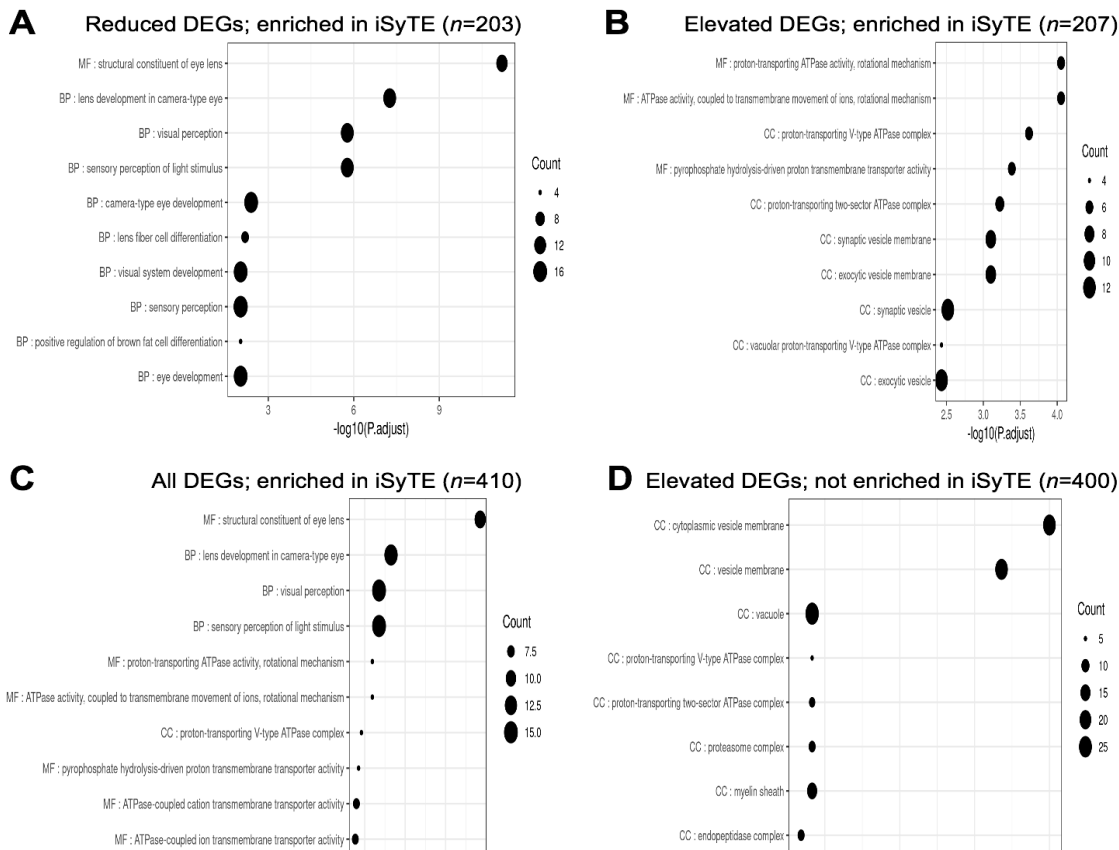 A Reduced DEGs; enriched in iSyTE (n=203)
MF : structural constituent of eye lens
BP : lens development in camera-type eye
BP : visual perception
BP : sensory perception of light stimulus
BP : camera-type eye development
BP : lens fiber cell differentiation
BP : visual system development
BP : sensory perception
BP : positive regulation of brown fat cell differentiation
BP : eye development
3 6 9
-log10(P.adjust)
Count
4
8
12
16
B Elevated DEGs; enriched in iSyTE (n=207)
MF : proton-transporting ATPase activity, rotational mechanism
MF : ATPase activity, coupled to transmembrane movement of ions, rotational mechanism
CC : proton-transporting V-type ATPase complex
MF : pyrophosphate hydrolysis-driven proton transmembrane transporter activity
CC : proton-transporting two-sector ATPase complex
CC : synaptic vesicle membrane
CC : exocytic vesicle membrane
CC : synaptic vesicle
CC : vacuolar proton-transporting V-type ATPase complex
CC : exocytic vesicle
2.5 3.0 3.5 4.0
-log10(P.adjust)
Count
4
6
8
10
12
C All DEGs; enriched in iSyTE (n=410)
MF : structural constituent of eye lens
BP : lens development in camera-type eye
BP : visual perception
BP : sensory perception of light stimulus
MF : proton-transporting ATPase activity, rotational mechanism
MF : ATPase activity, coupled to transmembrane movement of ions, rotational mechanism
CC : proton-transporting V-type ATPase complex
MF : pyrophosphate hydrolysis-driven proton transmembrane transporter activity
MF : ATPase-coupled cation transmembrane transporter activity
MF : ATPase-coupled ion transmembrane transporter activity
Count
7.5
10.0
12.5
15.0
D Elevated DEGs; not enriched in iSyTE (n=400)
CC : cytoplasmic vesicle membrane
CC : vesicle membrane
CC : vacuole
CC : proton-transporting V-type ATPase complex
CC : proton-transporting two-sector ATPase complex
CC : proteasome complex
CC : myelin sheath
CC : endopeptidase complex
Count
5
10
15
20
25